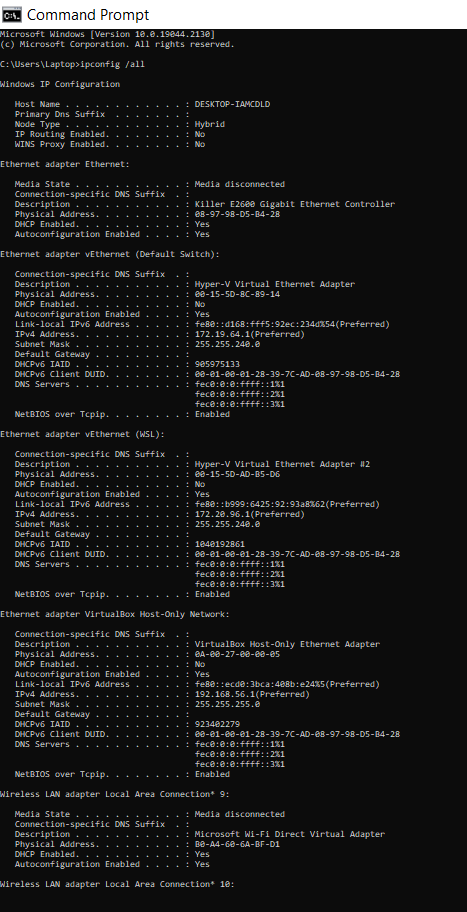 Command Prompt
Microsoft Windows [Version 10.0.19044.2130]
(c) Microsoft Corporation. All rights reserved.
C:\Users\Laptop>ipconfig /all
Windows IP Configuration
Host Name . . . . . . . . . . . . : DESKTOP-IAMCDLD
Primary Dns Suffix . . . . . . . :
Node Type . . . . . . . . . . . . : Hybrid
IP Routing Enabled. . . . . . . . : No
WINS Proxy Enabled. . . . . . . . : No
Ethernet adapter Ethernet:
Media State . . . . . . . . . . . : Media disconnected
Connection-specific DNS Suffix . :
Description . . . . . . . . . . . : Killer E2600 Gigabit Ethernet Controller
Physical Address. . . . . . . . . : 08-97-98-D5-B4-28
DHCP Enabled. . . . . . . . . . . : Yes
Autoconfiguration Enabled . . . . : Yes
Ethernet adapter vEthernet (Default Switch):
Connection-specific DNS Suffix . :
Description . . . . . . . . . . . : Hyper-V Virtual Ethernet Adapter
Physical Address. . . . . . . . . : 00-15-5D-8C-89-14
DHCP Enabled. . . . . . . . . . . : No
Autoconfiguration Enabled . . . . : Yes
Link-local IPv6 Address . . . . . : fe80::d168:fff5:92ec:234d%54(Preferred)
IPv4 Address. . . . . . . . . . . : 172.19.64.1(Preferred)
Subnet Mask . . . . . . . . . . . : 255.255.240.0
Default Gateway . . . . . . . . . :
DHCPv6 IAID . . . . . . . . . . . : 905975133
DHCPv6 Client DUID. . . . . . . . : 00-01-00-01-28-39-7C-AD-08-97-98-D5-B4-28
DNS Servers . . . . . . . . . . . : fec0:0:0:ffff::1%1
fec0:0:0:ffff::2%1
fec0:0:0:ffff::3%1
NetBIOS over Tcpip. . . . . . . . : Enabled
Ethernet adapter vEthernet (WSL):
Connection-specific DNS Suffix . :
Description . . . . . . . . . . . : Hyper-V Virtual Ethernet Adapter #2
Physical Address. . . . . . . . . : 00-15-5D-AD-B5-D6
DHCP Enabled. . . . . . . . . . . : No
Autoconfiguration Enabled . . . . : Yes
Link-local IPv6 Address . . . . . : fe80::b999:6425:92:93a8%62(Preferred)
IPv4 Address. . . . . . . . . . . : 172.20.96.1(Preferred)
Subnet Mask . . . . . . . . . . . : 255.255.240.0
Default Gateway . . . . . . . . . :
DHCPv6 IAID . . . . . . . . . . . : 1040192861
DHCPv6 Client DUID. . . . . . . . : 00-01-00-01-28-39-7C-AD-08-97-98-D5-B4-28
DNS Servers . . . . . . . . . . . : fec0:0:0:ffff::1%1
fec0:0:0:ffff::2%1
fec0:0:0:ffff::3%1
NetBIOS over Tcpip. . . . . . . . : Enabled
Ethernet adapter VirtualBox Host-Only Network:
Connection-specific DNS Suffix . :
Description . . . . . . . . . . . : VirtualBox Host-Only Ethernet Adapter
Physical Address. . . . . . . . . : 0A-00-27-00-00-05
DHCP Enabled. . . . . . . . . . . : No
Autoconfiguration Enabled . . . . : Yes
Link-local IPv6 Address . . . . . : fe80::ecd0:3bca:408b:e24%5(Preferred)
IPv4 Address. . . . . . . . . . . : 192.168.56.1(Preferred)
Subnet Mask . . . . . . . . . . . : 255.255.255.0
Default Gateway . . . . . . . . . :
DHCPv6 IAID . . . . . . . . . . . : 923402279
DHCPv6 Client DUID. . . . . . . . : 00-01-00-01-28-39-7C-AD-08-97-98-D5-B4-28
DNS Servers . . . . . . . . . . . : fec0:0:0:ffff::1%1
fec0:0:0:ffff::2%1
fec0:0:0:ffff::3%1
NetBIOS over Tcpip. . . . . . . . : Enabled
Wireless LAN adapter Local Area Connection* 9:
Media State . . . . . . . . . . . : Media disconnected
Connection-specific DNS Suffix . :
Description . . . . . . . . . . . : Microsoft Wi-Fi Direct Virtual Adapter
Physical Address. . . . . . . . . : B0-A4-60-6A-BF-D1
DHCP Enabled. . . . . . . . . . . : Yes
Autoconfiguration Enabled . . . . : Yes
Wireless LAN adapter Local Area Connection* 10: